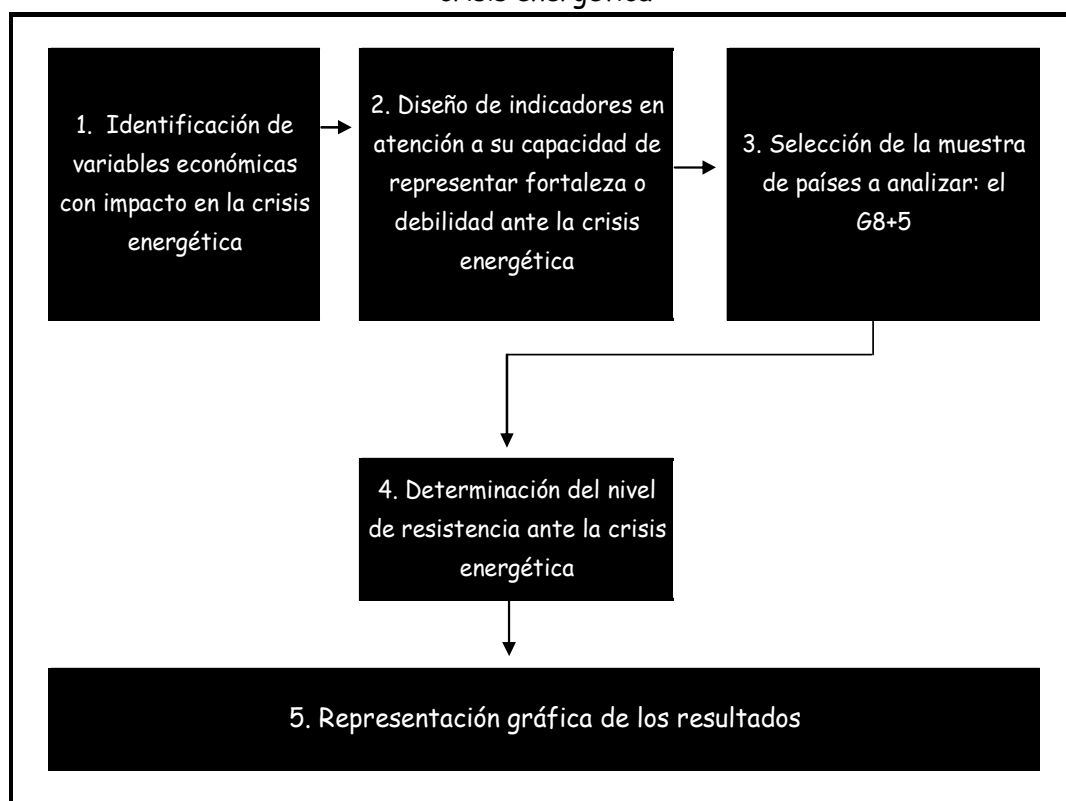 crisis energética
1. Identificación de
variables económicas
con impacto en la crisis
energética
2. Diseño de indicadores en
atención a su capacidad de
representar fortaleza o
debilidad ante la crisis
energética
3. Selección de la muestra
de países a analizar: el
G8+5
4. Determinación del nivel
de resistencia ante la crisis
energética
5. Representación gráfica de los resultados